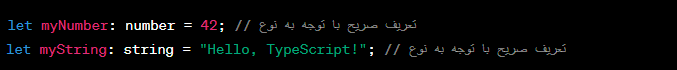 let myNumber: number = 42; // تعریف صریح با توجه به نوع
let myString: string = "Hello, TypeScript!"; // تعریف صریح با توجه به نوع